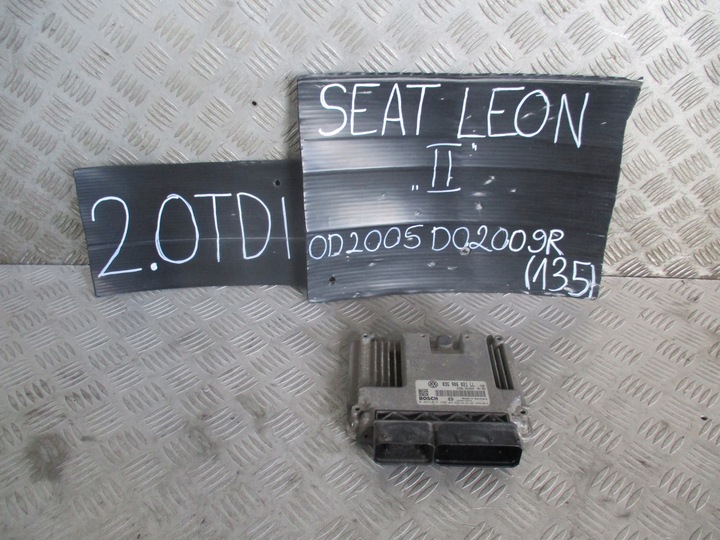 SEAT LEON
„II"
2.0TDI
OD2005 DO2009R
(135)
BOSCH